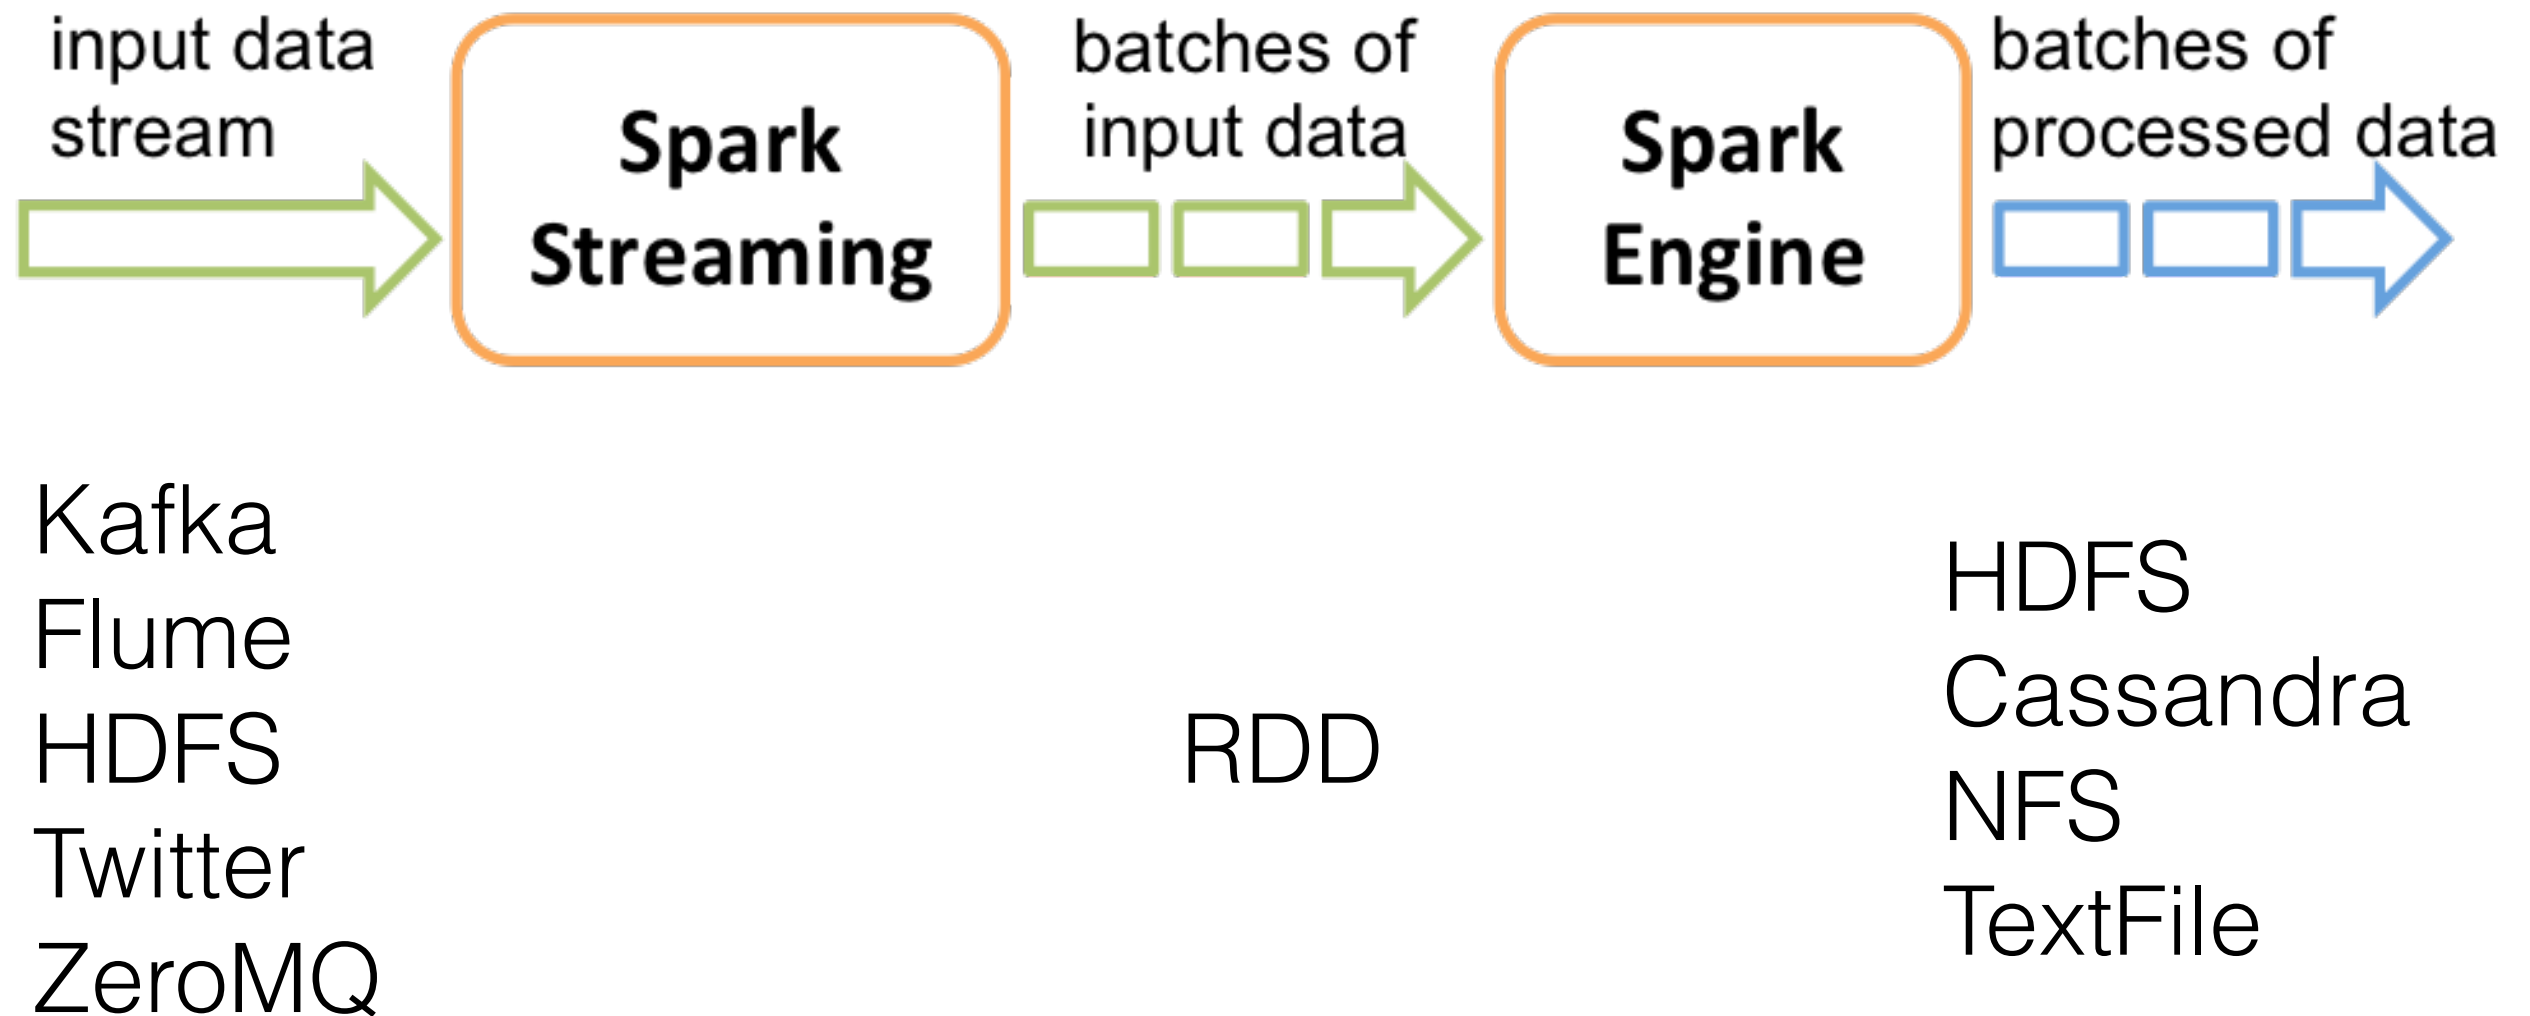 input data
stream
Spark
Streaming
batches of
input data
Spark
Engine
batches of
processed data
Kafka
Flume
HDFS
Twitter
ZeroMQ
RDD
HDFS
Cassandra
NFS
TextFile